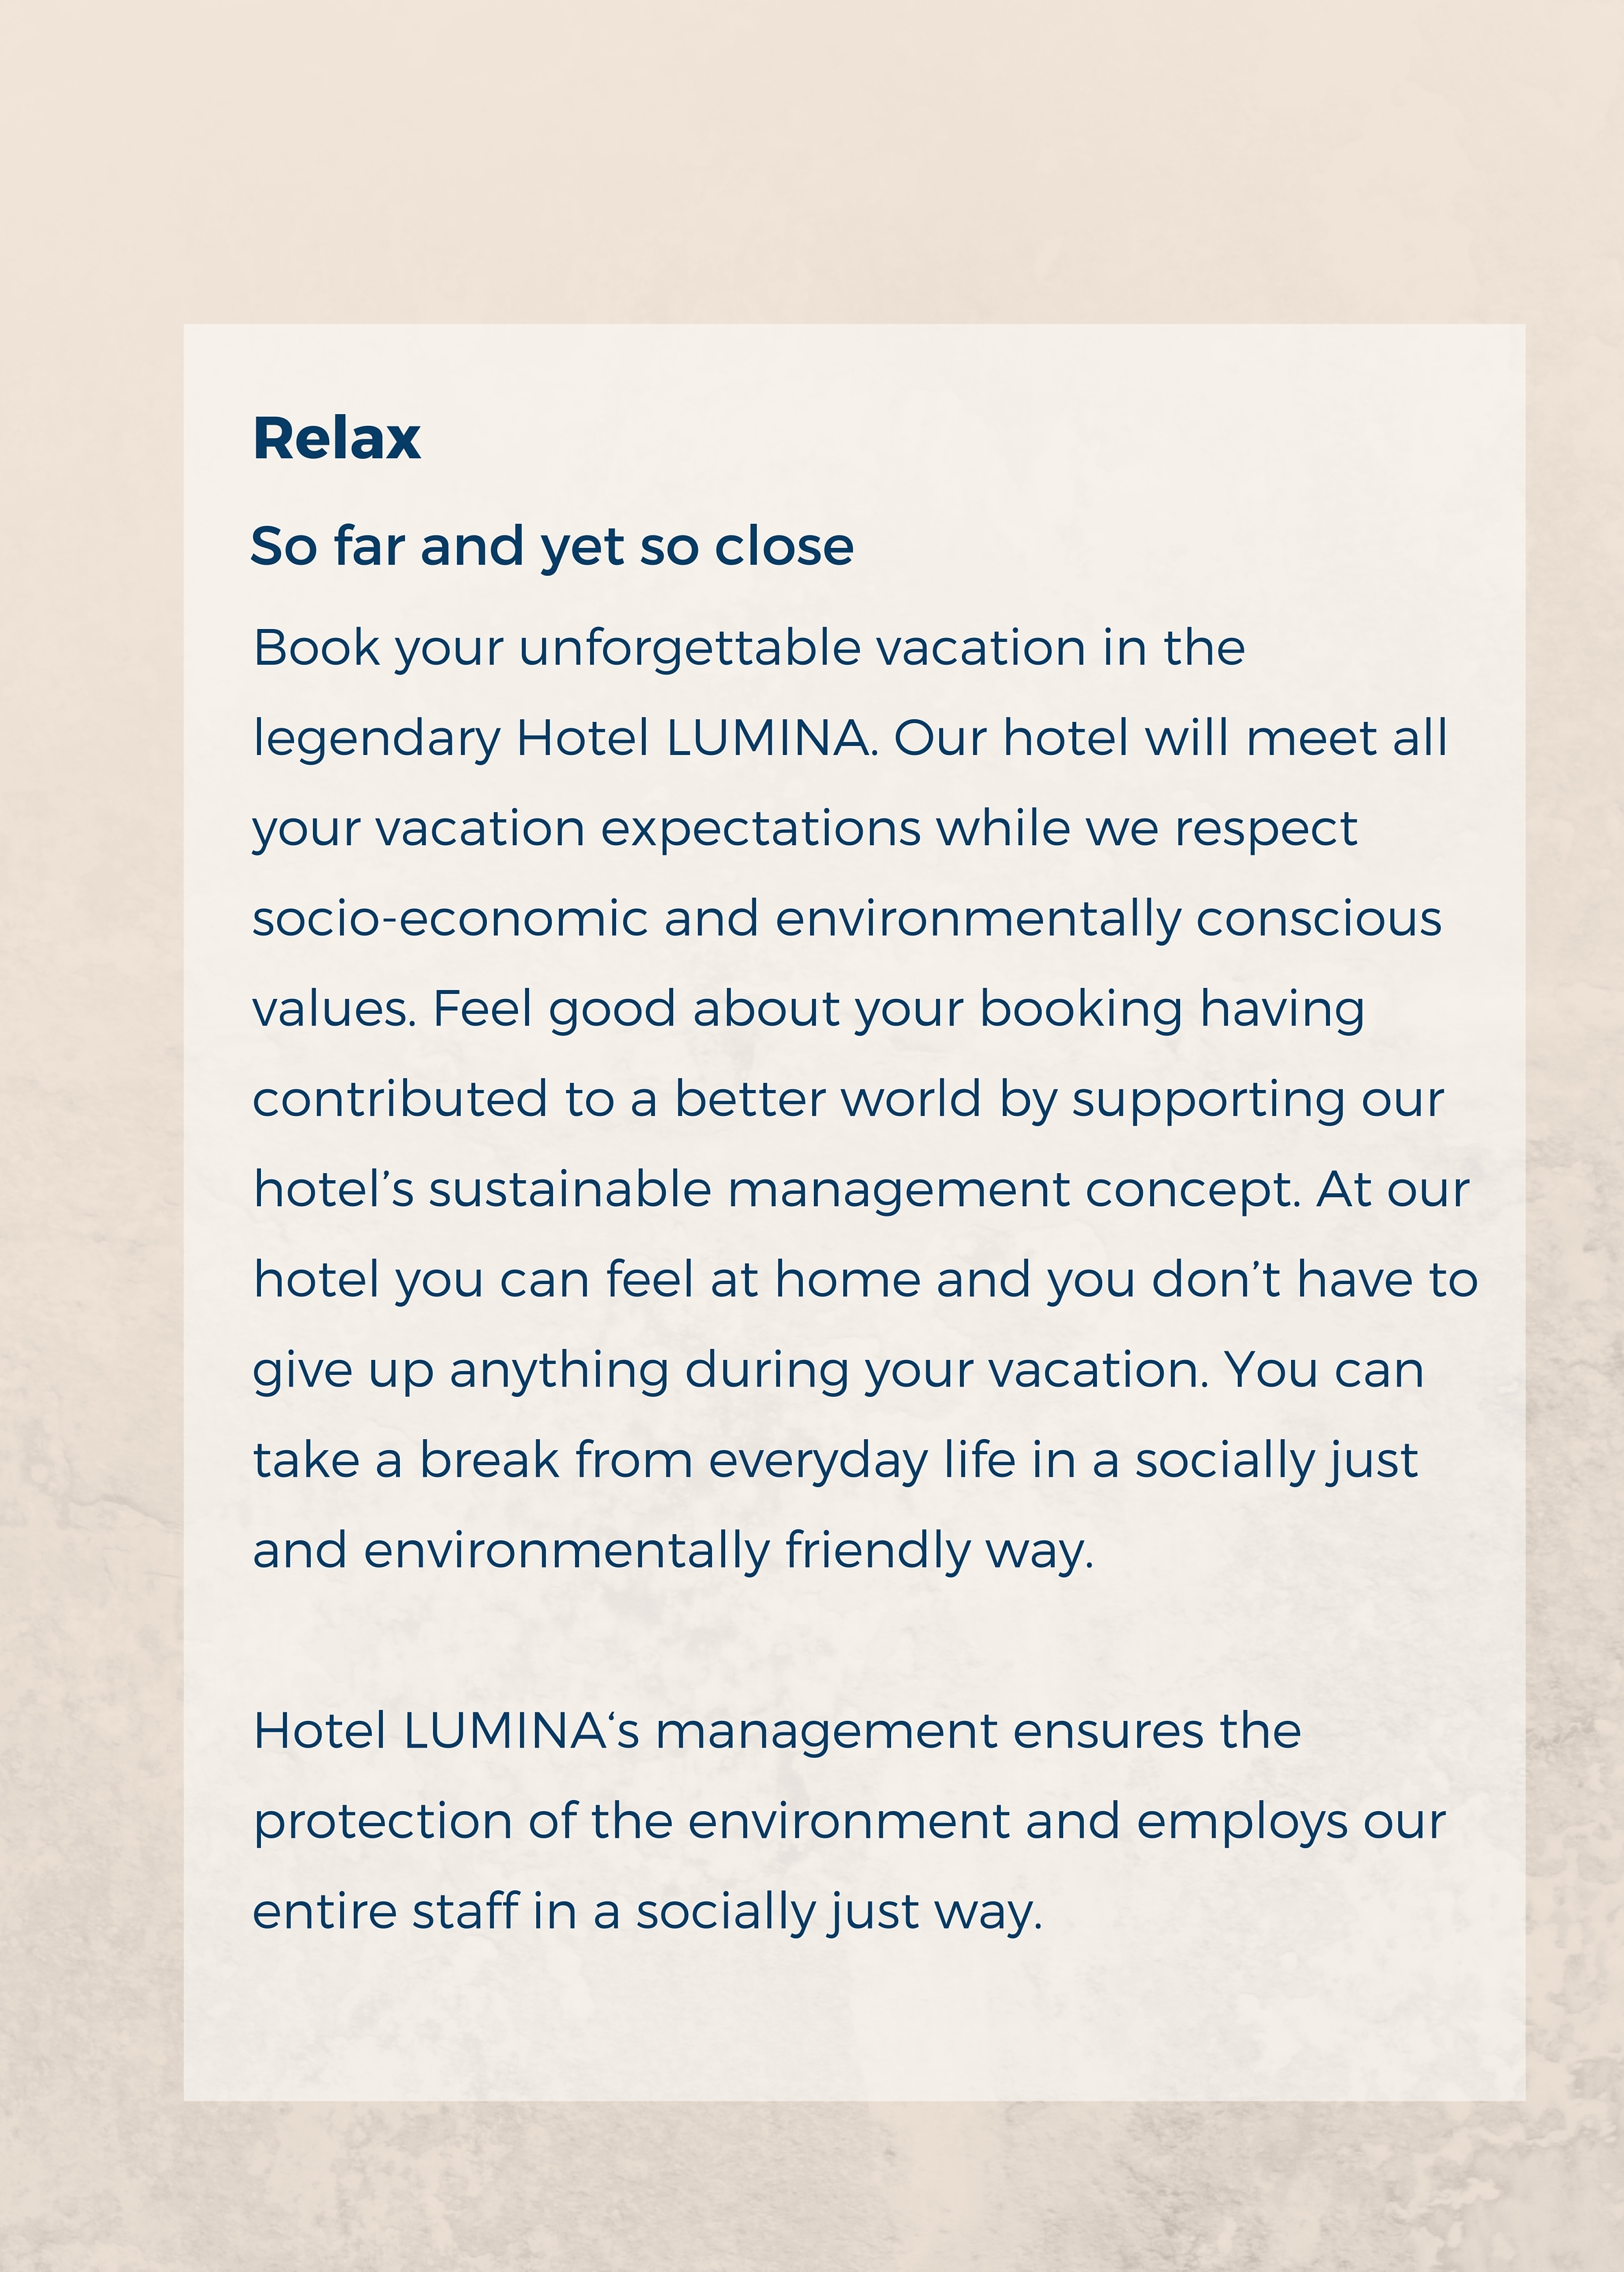 Relax
So far and yet so close
Book your unforgettable vacation in the
legendary Hotel LUMINA. Our hotel will meet all
your vacation expectations while we respect
socio-economic and environmentally conscious
values. Feel good about your booking having
contributed to a better world by supporting our
hotel’s sustainable management concept. At our
hotel you can feel at home and you don’t have to
give up anything during your vacation. You can
take a break from everyday life in a socially just
and environmentally friendly way.
Hotel LUMINA‘s management ensures the
protection of the environment and employs our
entire staff in a socially just way.